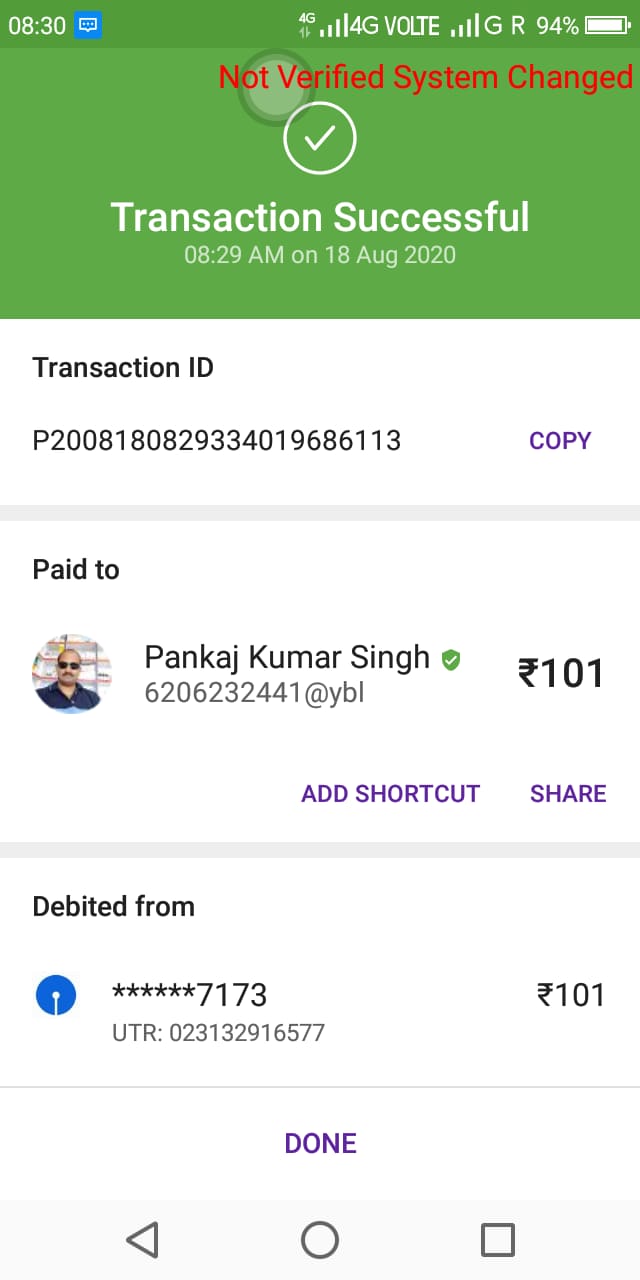 08:30 4G 4G VOLTE G R 94%
Not Verified System Changed
Transaction Successful
08:29 AM on 18 Aug 2020
Transaction ID
P2008180829334019686113 COPY
Paid to
Pankaj Kumar Singh ₹101
6206232441@ybl
ADD SHORTCUT SHARE
Debited from
******7173 ₹101
UTR: 023132916577
DONE